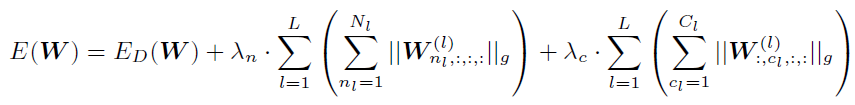 $E(\boldsymbol{W}) = E_D(\boldsymbol{W}) + \lambda_n \cdot \sum_{l=1}^{L} \left( \sum_{n_l=1}^{N_l} ||\boldsymbol{W}^{(l)}_{n_l,:,:,:}||_g \right) + \lambda_c \cdot \sum_{l=1}^{L} \left( \sum_{c_l=1}^{C_l} ||\boldsymbol{W}^{(l)}_{:,c_l,:,:}||_g \right)$